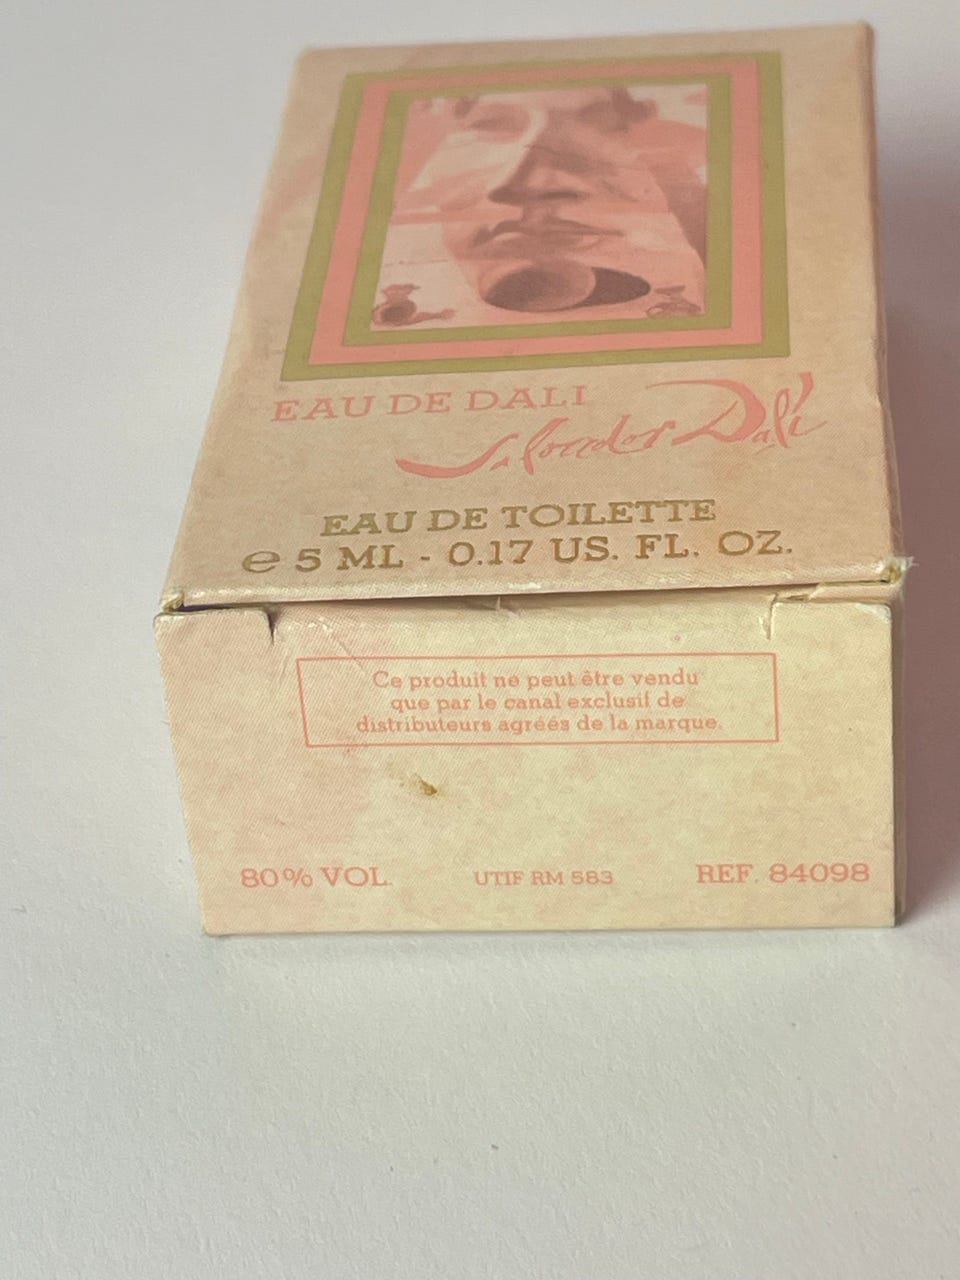 EAU DE DALI
Salvador Dalí
EAU DE TOILETTE
℮ 5 ML - 0.17 US. FL. OZ.
Ce produit ne peut être vendu
que par le canal exclusif de
distributeurs agréés de la marque.
80% VOL.
UTIF RM 583
REF. 84098